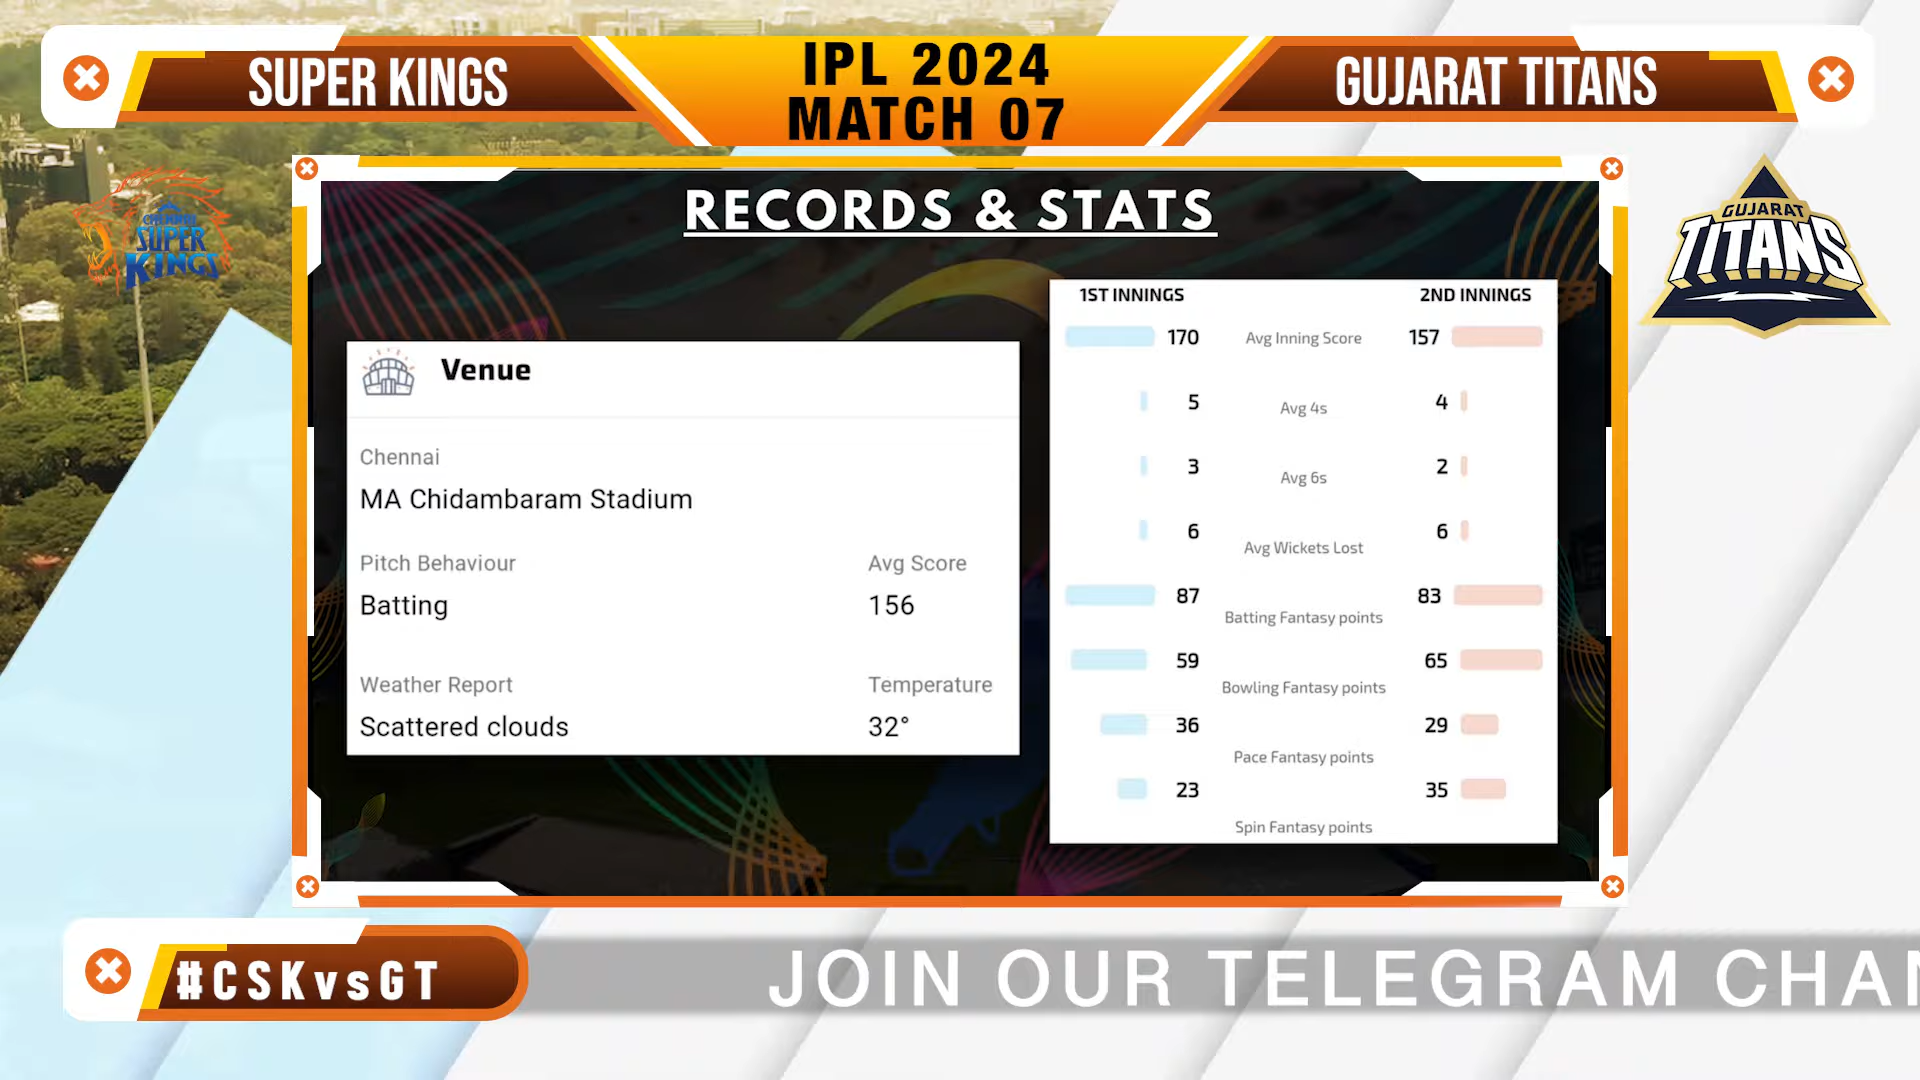 SUPER KINGS
IPL 2024
MATCH 07
GUJARAT TITANS
CHENNAI
SUPER
KINGS
GUJARAT
TITANS
RECORDS & STATS
Venue
Chennai
MA Chidambaram Stadium
Pitch Behaviour Avg Score
Batting 156
Weather Report Temperature
Scattered clouds 32°
1ST INNINGS 2ND INNINGS
170 Avg Inning Score 157
5 Avg 4s 4
3 Avg 6s 2
6 Avg Wickets Lost 6
87 Batting Fantasy points 83
59 Bowling Fantasy points 65
36 Pace Fantasy points 29
23 Spin Fantasy points 35
#CSKvsGT
JOIN OUR TELEGRAM CHAN